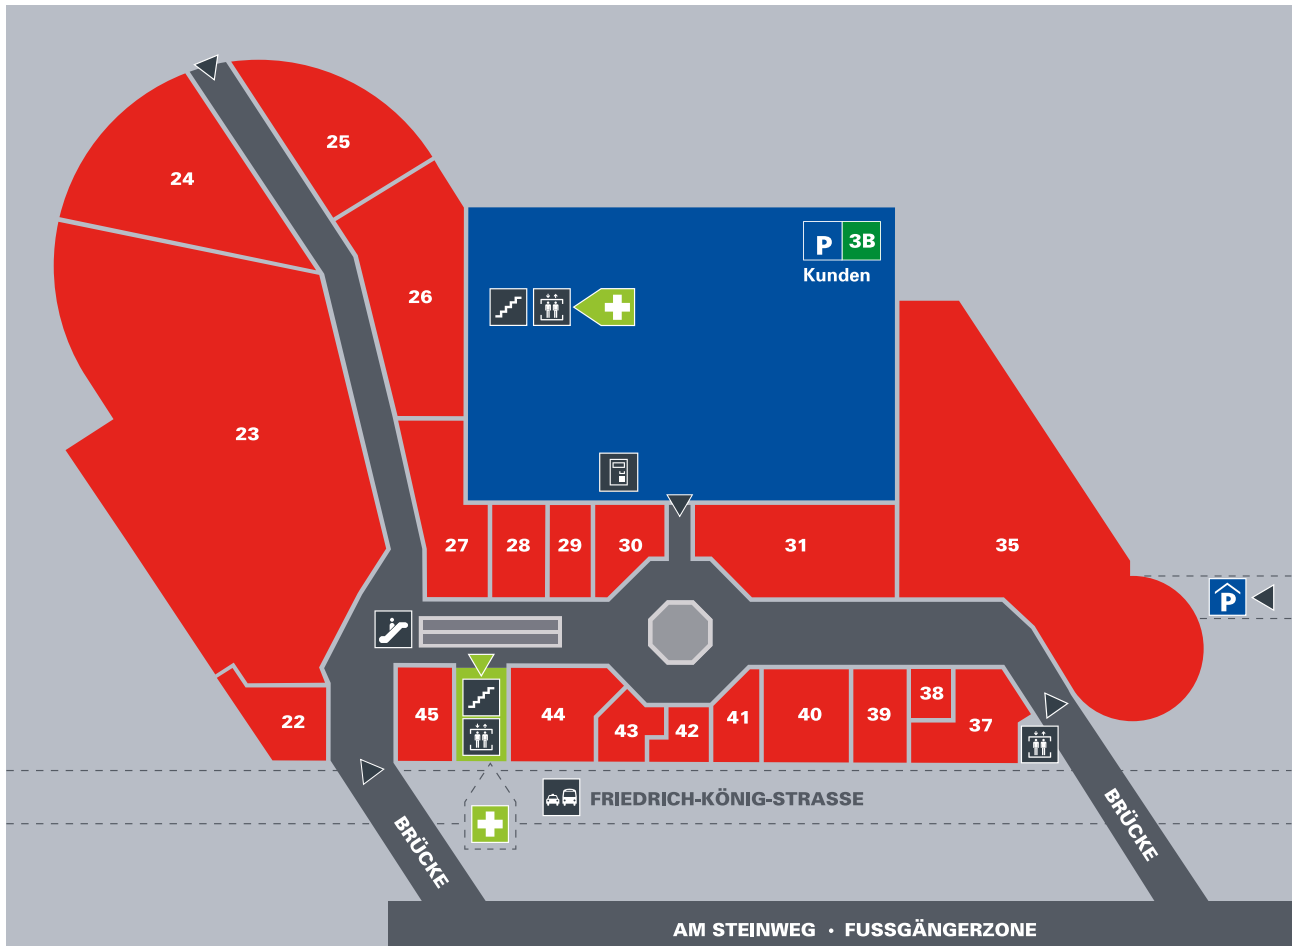 25
24
P 3B
Kunden
26
23
27
28
29
30
31
35
P
22
45
44
43
42
41
40
39
38
37
FRIEDRICH-KÖNIG-STRASSE
BRÜCKE
BRÜCKE
AM STEINWEG · FUSSGÄNGERZONE